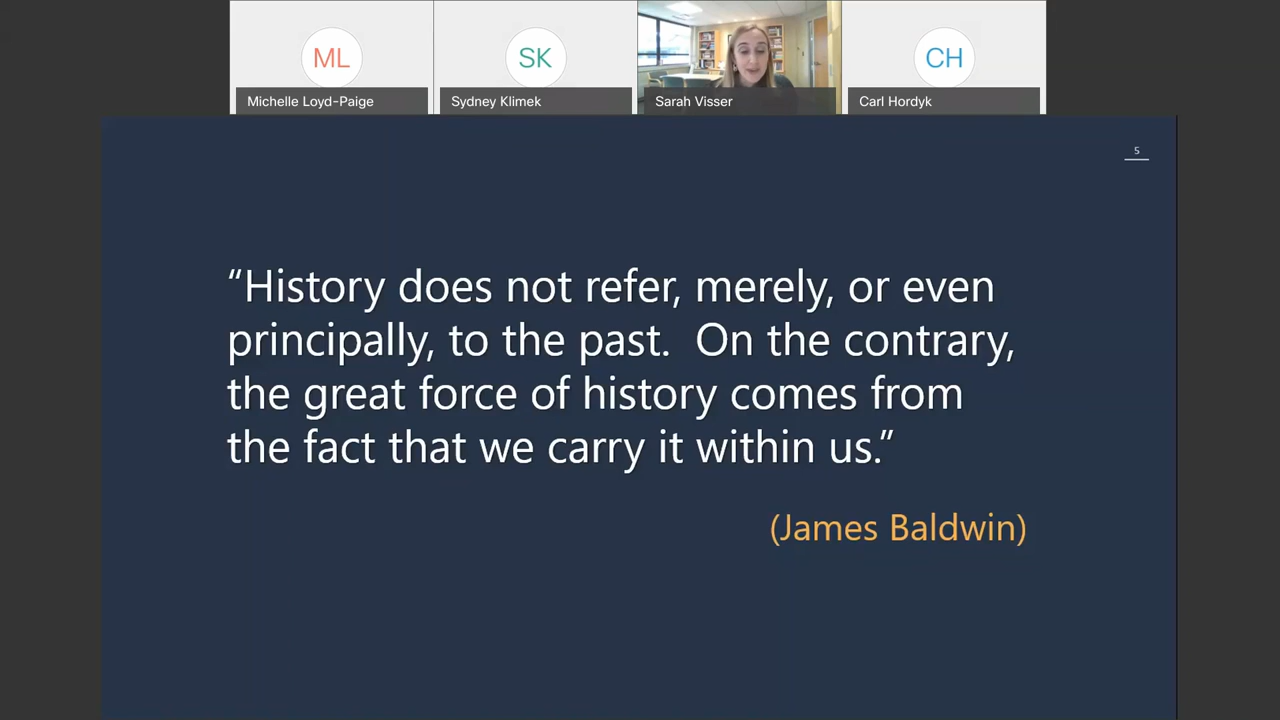 ML
SK
CH
Michelle Loyd-Paige
Sydney Klimek
Sarah Visser
Carl Hordyk
5
“History does not refer, merely, or even
principally, to the past.  On the contrary,
the great force of history comes from
the fact that we carry it within us.”
(James Baldwin)